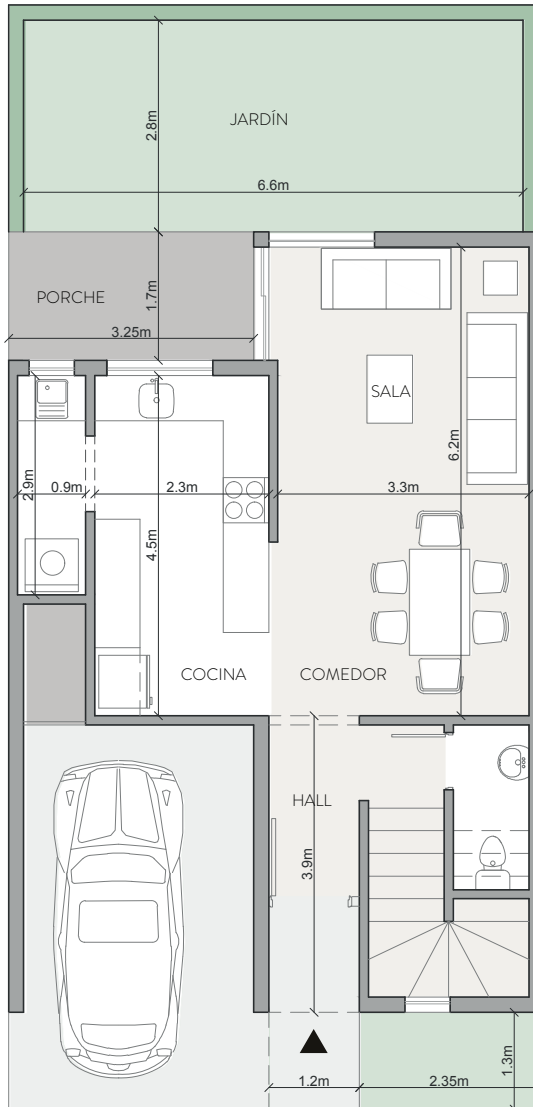 JARDÍN
2.8m
6.6m
PORCHE
1.7m
3.25m
SALA
6.2m
2.9m
0.9m
2.3m
3.3m
4.5m
COCINA
COMEDOR
HALL
3.9m
1.2m
2.35m
1.3m